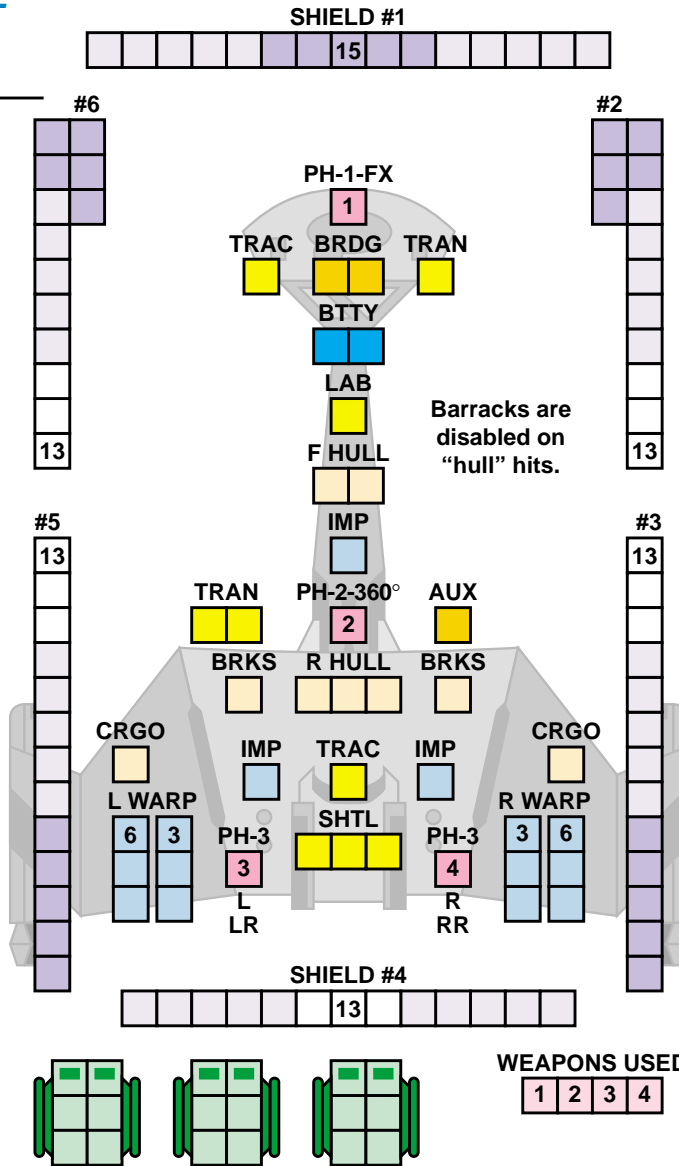 SHIELD #1
15
#6
#2
PH-1-FX
1
TRAC BRDG TRAN
BTTY
LAB
Barracks are
disabled on
“hull” hits.
F HULL
13
13
#5
#3
13
13
IMP
TRAN PH-2-360° AUX
2
BRKS R HULL BRKS
CRGO
CRGO
IMP TRAC IMP
L WARP
R WARP
6 3
3 6
PH-3 SHTL PH-3
3
4
L
LR
R
RR
SHIELD #4
13
WEAPONS USED
1 2 3 4